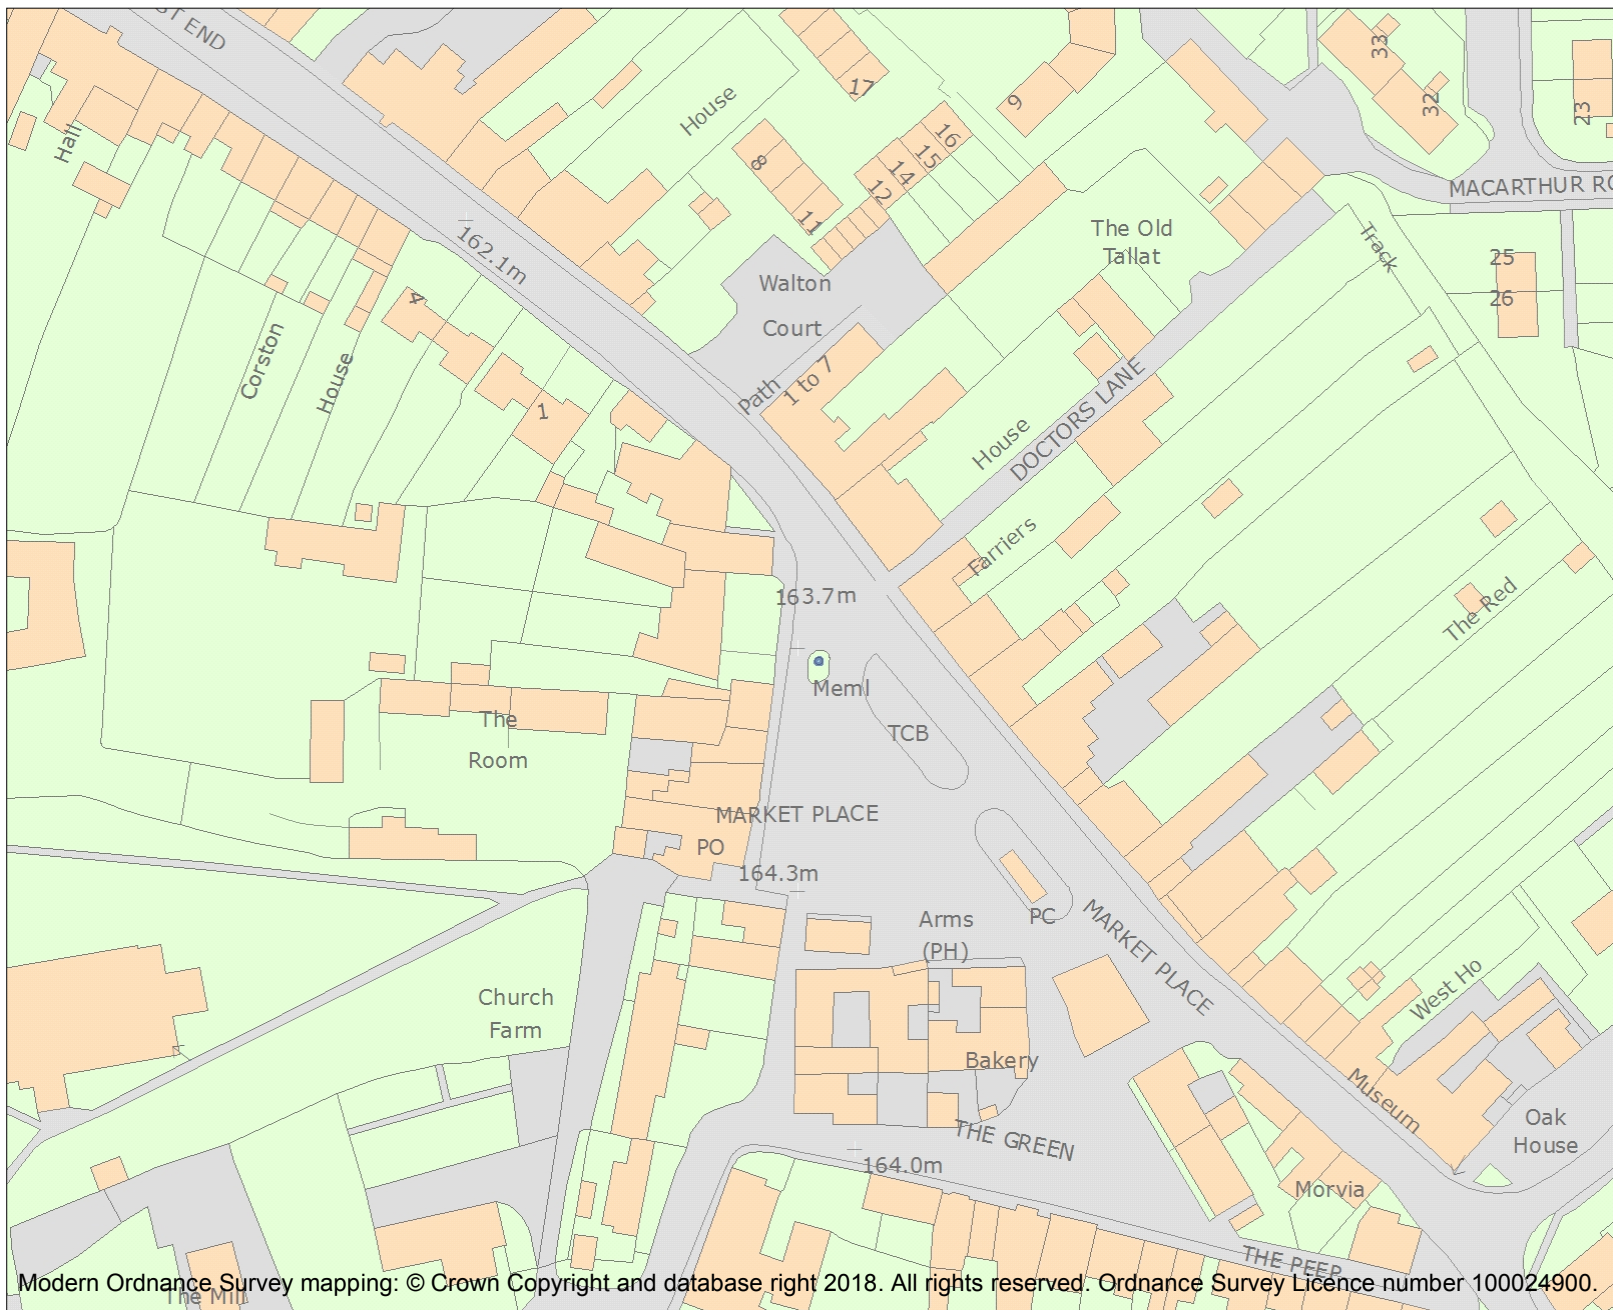 ST END
Hall
House
17
9
33
32
23
8
11
16
15
14
12
MACARTHUR RO
162.1m
Walton
Court
The Old
Tallat
Track
25
26
Corston
House
4
1
Path
1 to 7
House
DOCTORS LANE
Farriers
163.7m
Meml
The Red
TCB
The
Room
MARKET PLACE
PO
164.3m
Arms
(PH)
PC
MARKET PLACE
West Ho
Church
Farm
Bakery
Museum
Oak
House
THE GREEN
164.0m
Morvia
THE PEEP
The Mill
Modern Ordnance Survey mapping: © Crown Copyright and database right 2018. All rights reserved. Ordnance Survey Licence number 100024900.